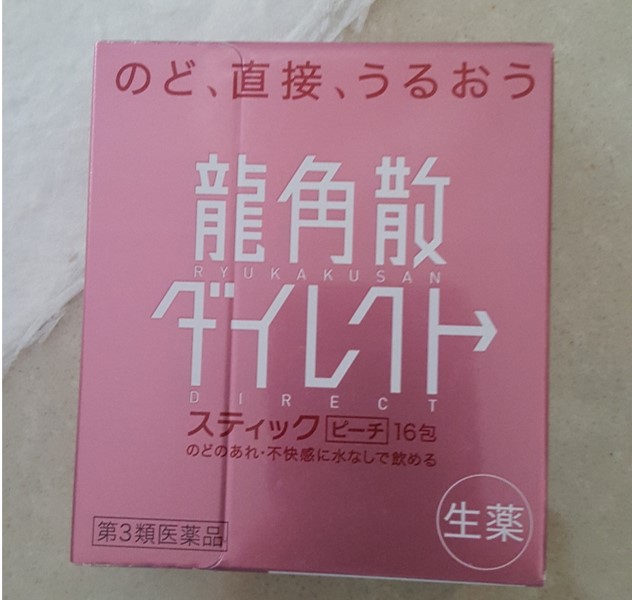 のど、直接、うるおう
龍角散
RYUKAKUSAN
ダイレクト
DIRECT
スティック ピーチ 16包
のどのあれ・不快感に水なしで飲める
第3類医薬品
生薬